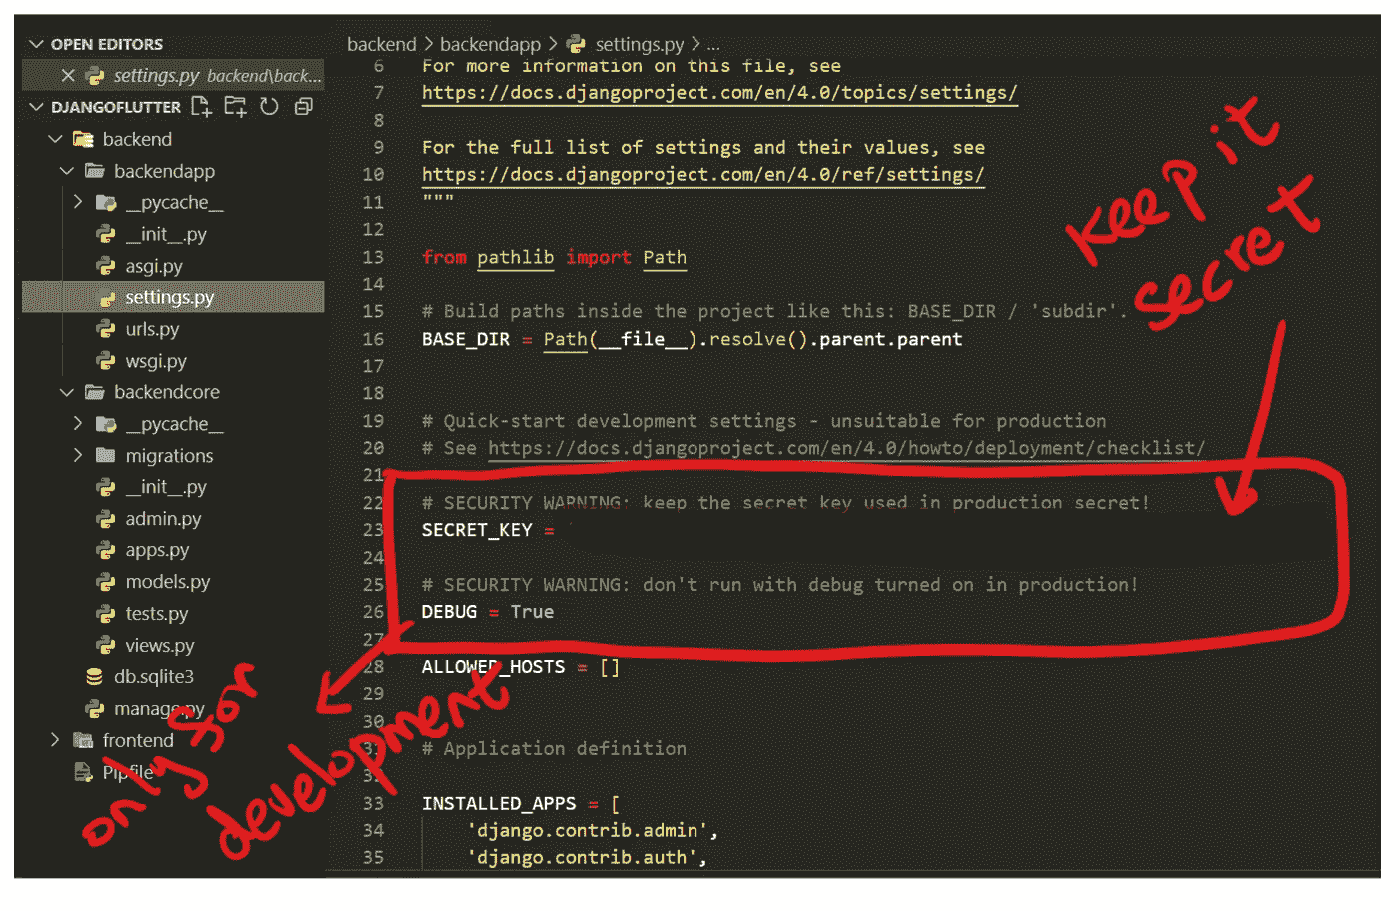 OPEN EDITORS
settings.py backend\back...
DJANGOFLUTTER
backend
backendapp
__pycache__
__init__.py
asgi.py
settings.py
urls.py
wsgi.py
backendcore
__pycache__
migrations
__init__.py
admin.py
apps.py
models.py
tests.py
views.py
db.sqlite3
manage.py
frontend
Pipfile
backend > backendapp > settings.py > ...
6 For more information on this file, see
7 https://docs.djangoproject.com/en/4.0/topics/settings/
8
9 For the full list of settings and their values, see
10 https://docs.djangoproject.com/en/4.0/ref/settings/
11 """
12
13 from pathlib import Path
14
15 # Build paths inside the project like this: BASE_DIR / 'subdir'.
16 BASE_DIR = Path(__file__).resolve().parent.parent
17
18
19 # Quick-start development settings - unsuitable for production
20 # See https://docs.djangoproject.com/en/4.0/howto/deployment/checklist/
21
22 # SECURITY WARNING: keep the secret key used in production secret!
23 SECRET_KEY =
24
25 # SECURITY WARNING: don't run with debug turned on in production!
26 DEBUG = True
27
28 ALLOWED_HOSTS = []
29
30
31 # Application definition
32
33 INSTALLED_APPS = [
34 'django.contrib.admin',
35 'django.contrib.auth',
keep it
secret
only for
development